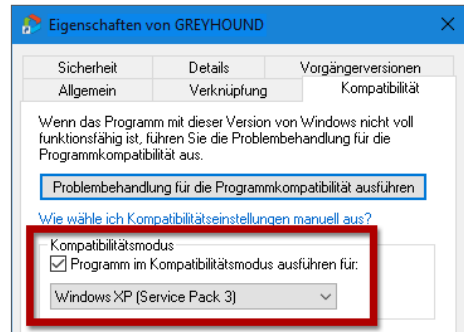 Eigenschaften von GREYHOUND
Sicherheit Details Vorgängerversionen
Allgemein Verknüpfung Kompatibilität
Wenn das Programm mit dieser Version von Windows nicht voll
funktionsfähig ist, führen Sie die Problembehandlung für die
Programmkompatibilität aus.
Problembehandlung für die Programmkompatibilität ausführen
Wie wähle ich Kompatibilitätseinstellungen manuell aus?
Kompatibilitätsmodus
Programm im Kompatibilitätsmodus ausführen für:
Windows XP (Service Pack 3)